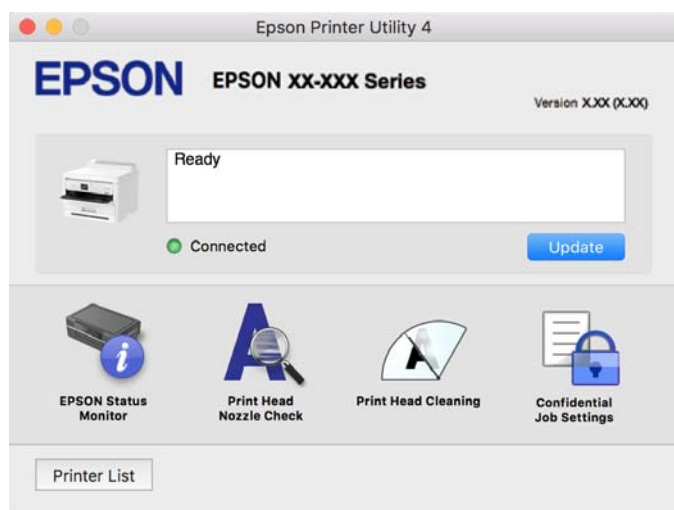 Epson Printer Utility 4
EPSON
EPSON XX-XXX Series
Version X.XX (X.XX)
Ready
Connected
Update
EPSON Status
Monitor
Print Head
Nozzle Check
Print Head Cleaning
Confidential
Job Settings
Printer List